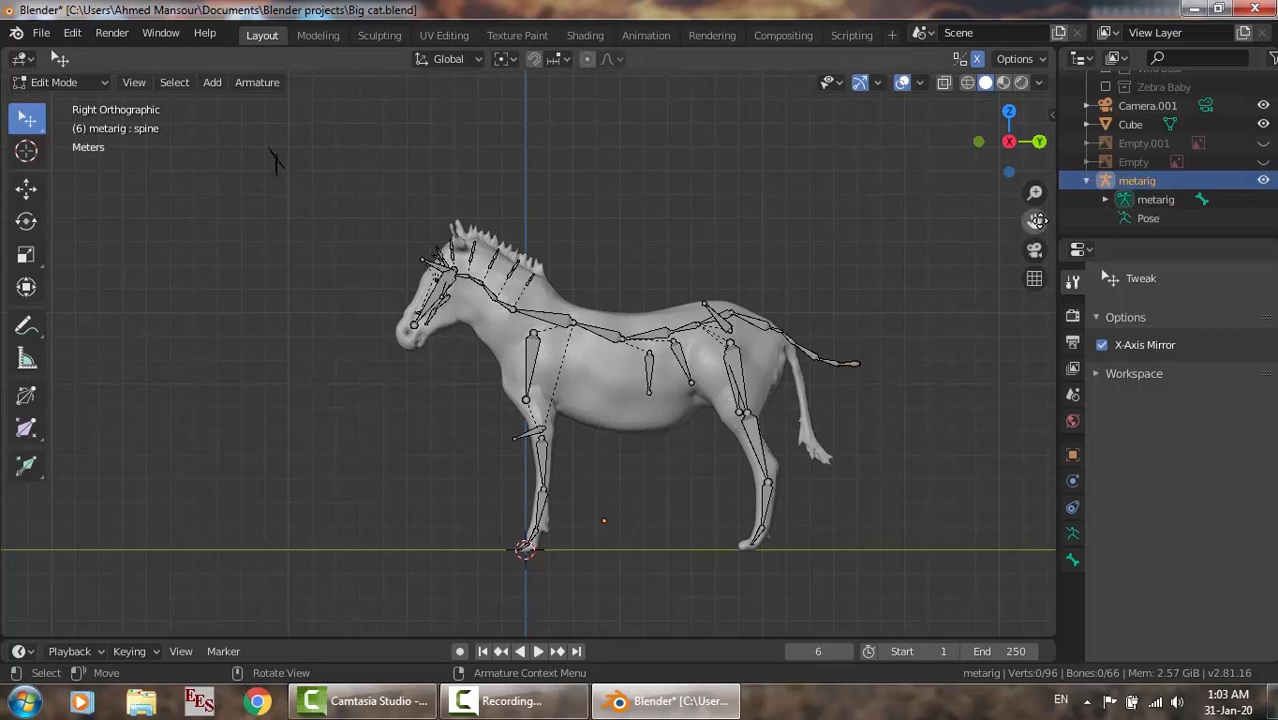 Blender* [C:\Users\Ahmed Mansour\Documents\Blender projects\Big cat.blend]
File Edit Render Window Help Layout Modeling Sculpting UV Editing Texture Paint Shading Animation Rendering Compositing Scripting Scene View Layer
Global X Options
Edit Mode View Select Add Armature
Zebra Baby
Camera.001
Cube
Empty.001
Empty
metarig
metarig
Pose
Right Orthographic
(6) metarig : spine
Meters
Z
X Y
Tweak
Options
X-Axis Mirror
Workspace
Playback Keying View Marker 6 Start 1 End 250
Select Move Rotate View Armature Context Menu metarig | Verts:0/96 | Bones:0/66 | Mem: 2.57 GiB | v2.81.16
EES Camtasia Studio -... Recording... Blender* [C:\Users... EN 1:03 AM
31-Jan-20